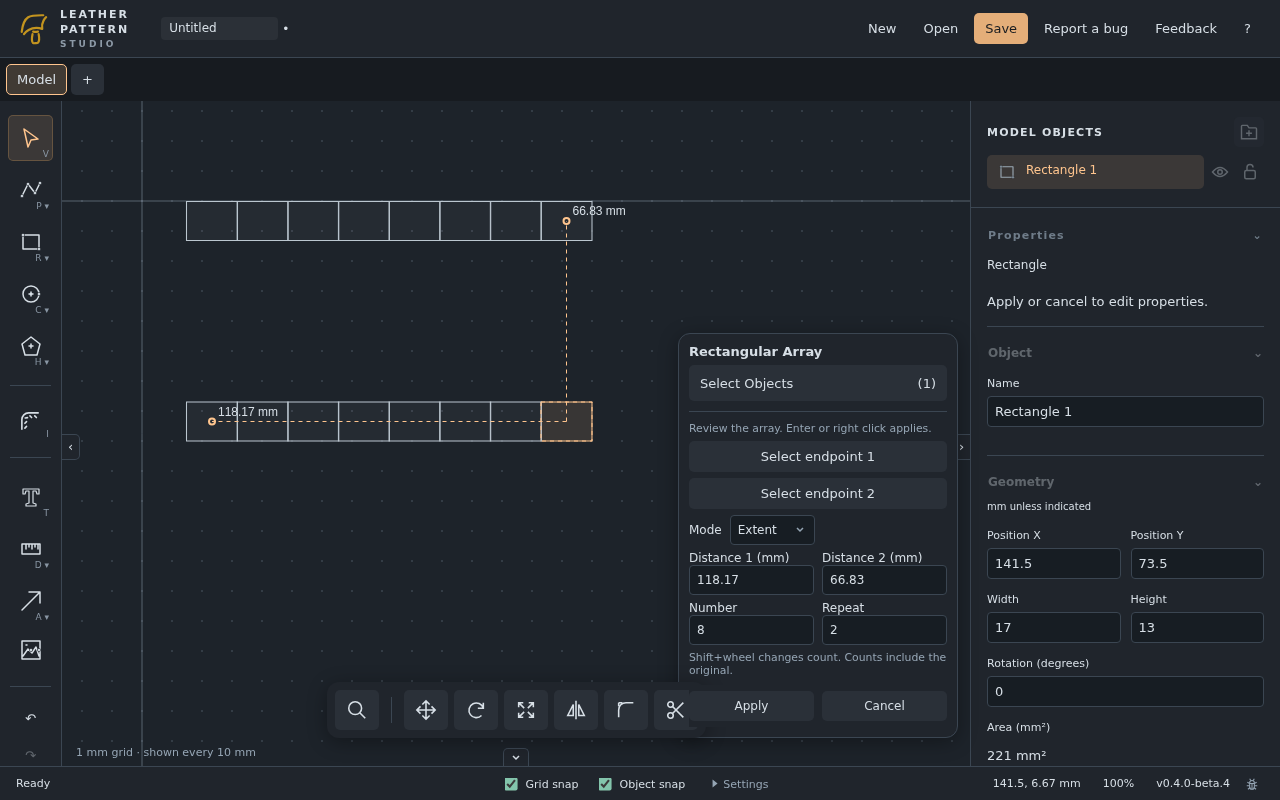 LEATHER
PATTERN
STUDIO
Untitled •
New Open Save Report a bug Feedback ?
Model +
V
P ▾
R ▾
C ▾
H ▾
I
T
D ▾
A ▾
66.83 mm
118.17 mm
Rectangular Array
Select Objects (1)
Review the array. Enter or right click applies.
Select endpoint 1
Select endpoint 2
Mode Extent
Distance 1 (mm) Distance 2 (mm)
118.17 66.83
Number Repeat
8 2
Shift+wheel changes count. Counts include the
original.
Apply Cancel
1 mm grid · shown every 10 mm
MODEL OBJECTS
Rectangle 1
Properties
Rectangle
Apply or cancel to edit properties.
Object
Name
Rectangle 1
Geometry
mm unless indicated
Position X Position Y
141.5 73.5
Width Height
17 13
Rotation (degrees)
0
Area (mm²)
221 mm²
Ready Grid snap Object snap Settings 141.5, 6.67 mm 100% v0.4.0-beta.4